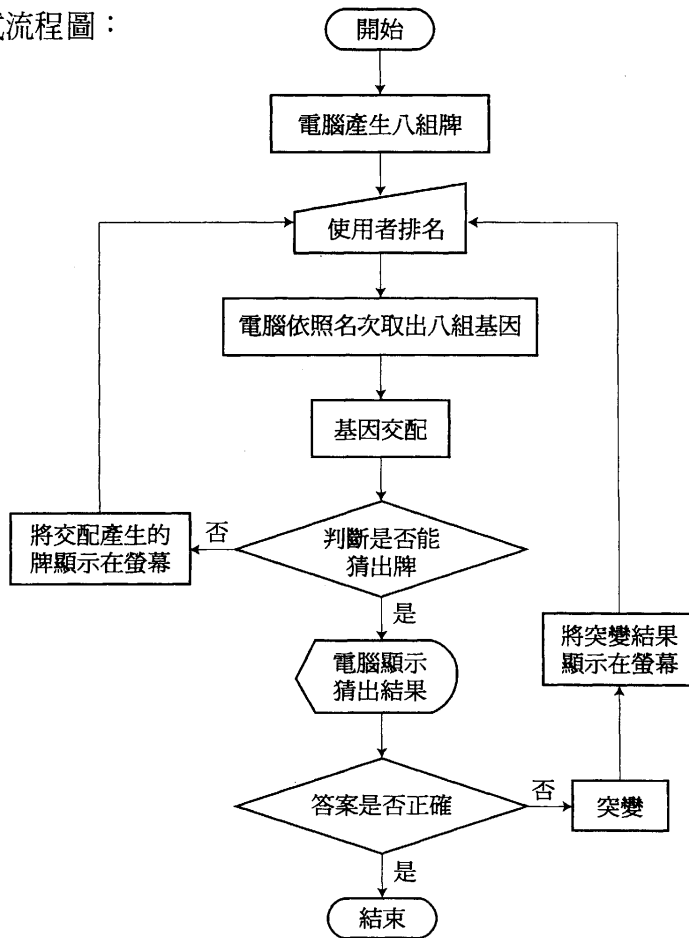 式流程圖：
開始
電腦產生八組牌
使用者排名
電腦依照名次取出八組基因
基因交配
判斷是否能
猜出牌
否
將交配產生的
牌顯示在螢幕
是
電腦顯示
猜出結果
答案是否正確
否
突變
將突變結果
顯示在螢幕
是
結束